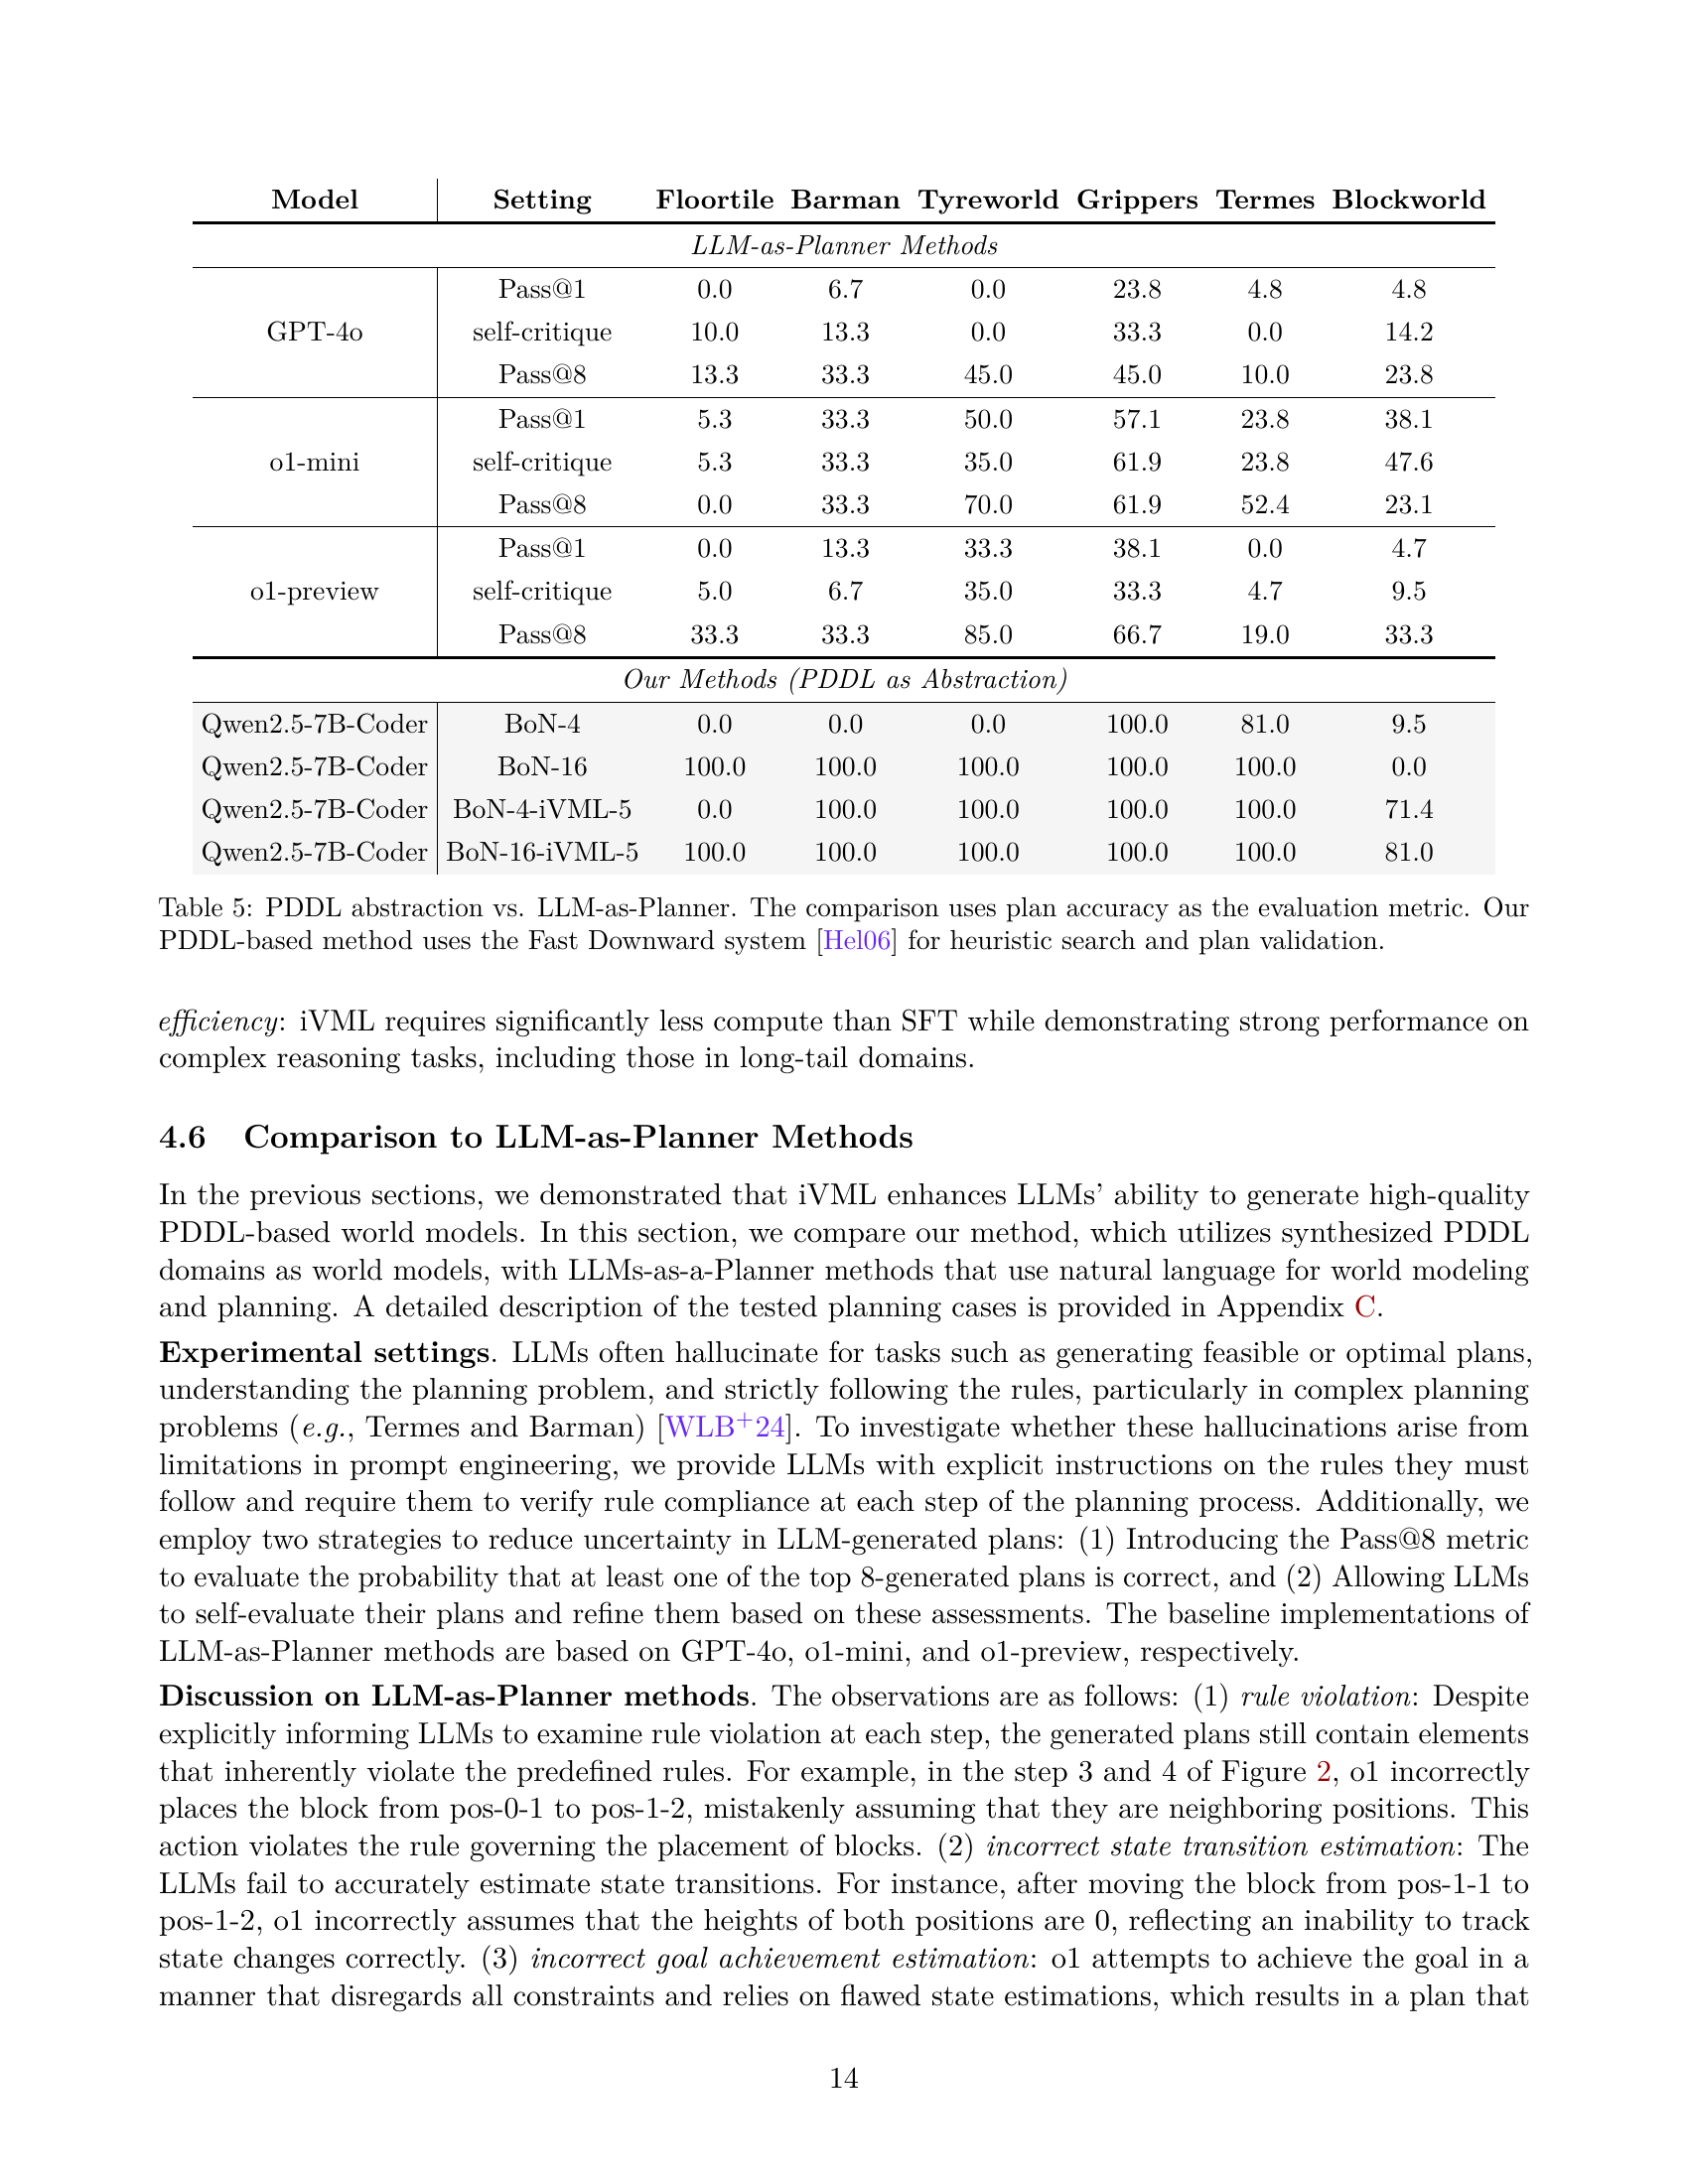 Model Setting Floortile Barman Tyreworld Grippers Termes Blockworld
LLM-as-Planner Methods
Pass@1 0.0 6.7 0.0 23.8 4.8 4.8
GPT-4o self-critique 10.0 13.3 0.0 33.3 0.0 14.2
Pass@8 13.3 33.3 45.0 45.0 10.0 23.8
Pass@1 5.3 33.3 50.0 57.1 23.8 38.1
o1-mini self-critique 5.3 33.3 35.0 61.9 23.8 47.6
Pass@8 0.0 33.3 70.0 61.9 52.4 23.1
Pass@1 0.0 13.3 33.3 38.1 0.0 4.7
o1-preview self-critique 5.0 6.7 35.0 33.3 4.7 9.5
Pass@8 33.3 33.3 85.0 66.7 19.0 33.3
Our Methods (PDDL as Abstraction)
Qwen2.5-7B-Coder BoN-4 0.0 0.0 0.0 100.0 81.0 9.5
Qwen2.5-7B-Coder BoN-16 100.0 100.0 100.0 100.0 100.0 0.0
Qwen2.5-7B-Coder BoN-4-iVML-5 0.0 100.0 100.0 100.0 100.0 71.4
Qwen2.5-7B-Coder BoN-16-iVML-5 100.0 100.0 100.0 100.0 100.0 81.0
Table 5: PDDL abstraction vs. LLM-as-Planner. The comparison uses plan accuracy as the evaluation metric. Our
PDDL-based method uses the Fast Downward system [Hel06] for heuristic search and plan validation.
efficiency: iVML requires significantly less compute than SFT while demonstrating strong performance on
complex reasoning tasks, including those in long-tail domains.
4.6 Comparison to LLM-as-Planner Methods
In the previous sections, we demonstrated that iVML enhances LLMs' ability to generate high-quality
PDDL-based world models. In this section, we compare our method, which utilizes synthesized PDDL
domains as world models, with LLMs-as-a-Planner methods that use natural language for world modeling
and planning. A detailed description of the tested planning cases is provided in Appendix C.
Experimental settings. LLMs often hallucinate for tasks such as generating feasible or optimal plans,
understanding the planning problem, and strictly following the rules, particularly in complex planning
problems (e.g., Termes and Barman) [WLB+24]. To investigate whether these hallucinations arise from
limitations in prompt engineering, we provide LLMs with explicit instructions on the rules they must
follow and require them to verify rule compliance at each step of the planning process. Additionally, we
employ two strategies to reduce uncertainty in LLM-generated plans: (1) Introducing the Pass@8 metric
to evaluate the probability that at least one of the top 8-generated plans is correct, and (2) Allowing LLMs
to self-evaluate their plans and refine them based on these assessments. The baseline implementations of
LLM-as-Planner methods are based on GPT-4o, o1-mini, and o1-preview, respectively.
Discussion on LLM-as-Planner methods. The observations are as follows: (1) rule violation: Despite
explicitly informing LLMs to examine rule violation at each step, the generated plans still contain elements
that inherently violate the predefined rules. For example, in the step 3 and 4 of Figure 2, o1 incorrectly
places the block from pos-0-1 to pos-1-2, mistakenly assuming that they are neighboring positions. This
action violates the rule governing the placement of blocks. (2) incorrect state transition estimation: The
LLMs fail to accurately estimate state transitions. For instance, after moving the block from pos-1-1 to
pos-1-2, o1 incorrectly assumes that the heights of both positions are 0, reflecting an inability to track
state changes correctly. (3) incorrect goal achievement estimation: o1 attempts to achieve the goal in a
manner that disregards all constraints and relies on flawed state estimations, which results in a plan that
14